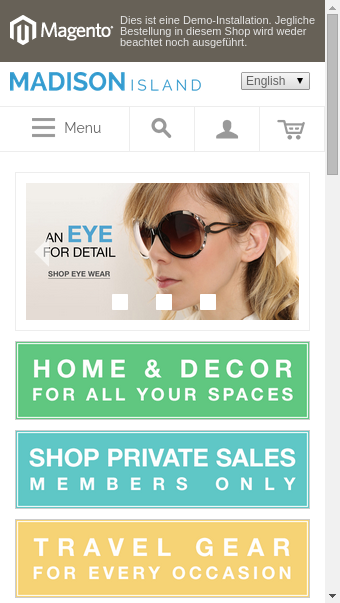 Magento
Dies ist eine Demo-Installation. Jegliche
Bestellung in diesem Shop wird weder
beachtet noch ausgeführt.
MADISON ISLAND
English
Menu
AN EYE
FOR DETAIL
SHOP EYE WEAR
HOME & DECOR
FOR ALL YOUR SPACES
SHOP PRIVATE SALES
MEMBERS ONLY
TRAVEL GEAR
FOR EVERY OCCASION